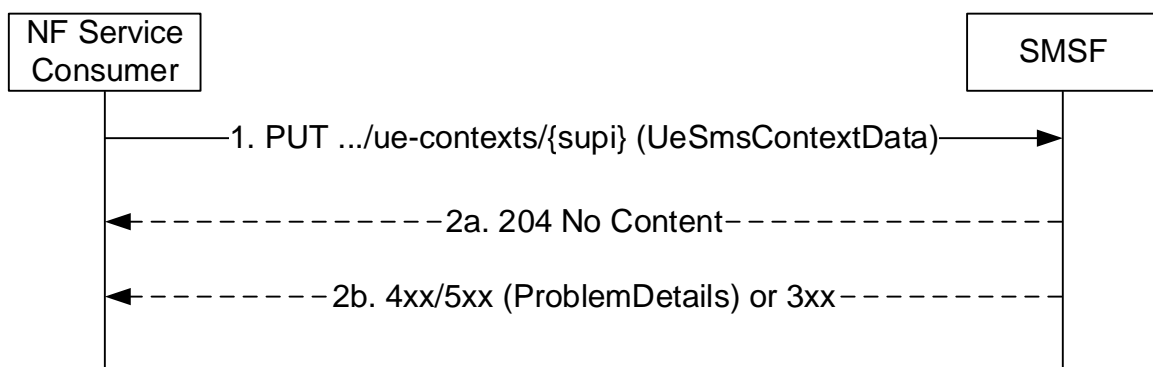 NF Service
Consumer
SMSF
1. PUT .../ue-contexts/{supi} (UeSmsContextData)
2a. 204 No Content
2b. 4xx/5xx (ProblemDetails) or 3xx